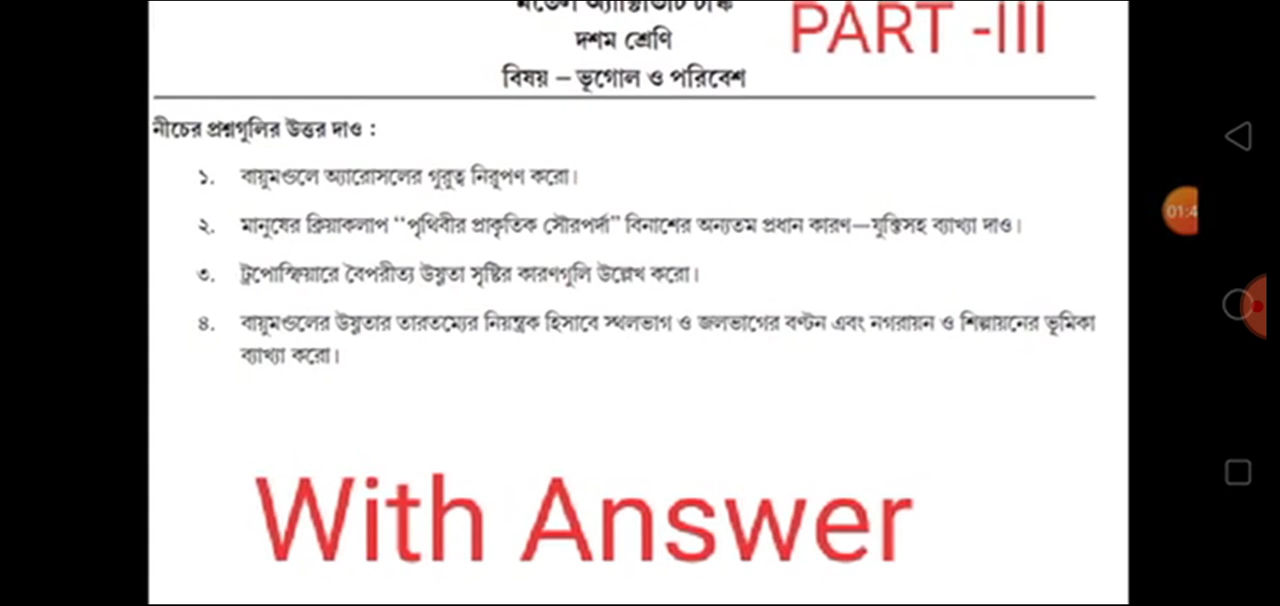 মডেল অ্যাক্টিভিটি টাস্ক
PART -III
দশম শ্রেণি
বিষয় – ভূগোল ও পরিবেশ
নীচের প্রশ্নগুলির উত্তর দাও :
১. বায়ুমণ্ডলে অ্যারোসলের গুরুত্ব নিরূপণ করো।
২. মানুষের ক্রিয়াকলাপ “পৃথিবীর প্রাকৃতিক সৌরপর্দা” বিনাশের অন্যতম প্রধান কারণ—যুক্তিসহ ব্যাখ্যা দাও।
৩. ট্রপোস্ফিয়ারে বৈপরীত্য উষ্ণতা সৃষ্টির কারণগুলি উল্লেখ করো।
৪. বায়ুমণ্ডলের উষ্ণতার তারতম্যের নিয়ন্ত্রক হিসাবে স্থলভাগ ও জলভাগের বণ্টন এবং নগরায়ন ও শিল্পায়নের ভূমিকা
ব্যাখ্যা করো।
With Answer